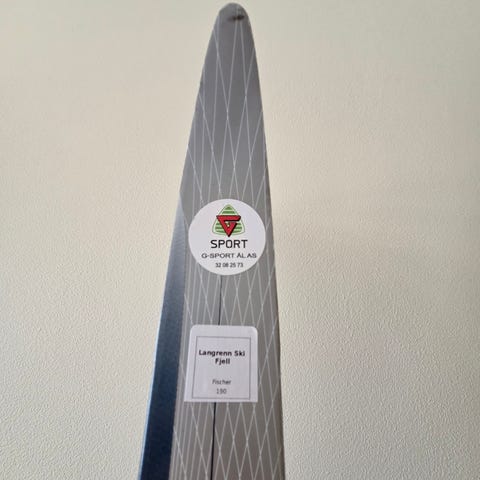 G
SPORT
G-SPORT ÅL AS
32 08 25 73
Langrenn Ski
Fjell
Fischer
190